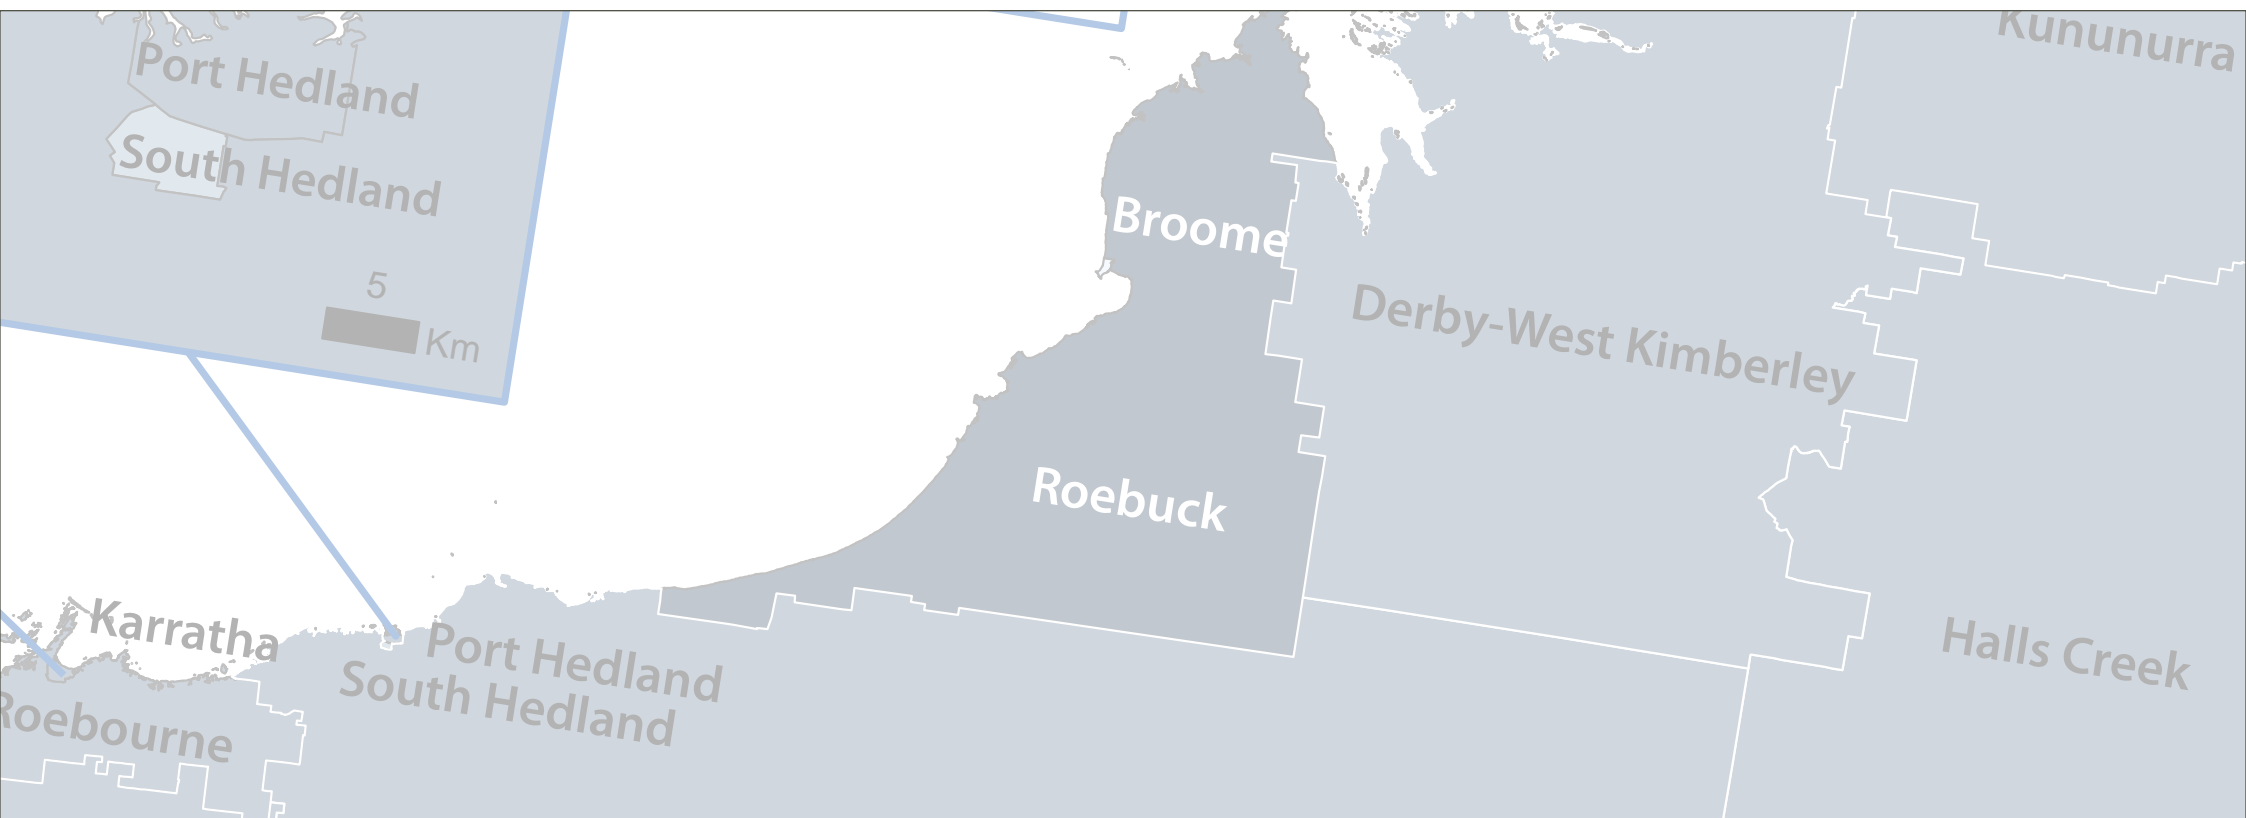 Kununurra
Port Hedland
South Hedland
Broome
5
Km
Derby-West Kimberley
Roebuck
Karratha
Port Hedland
South Hedland
Halls Creek
Roebourne